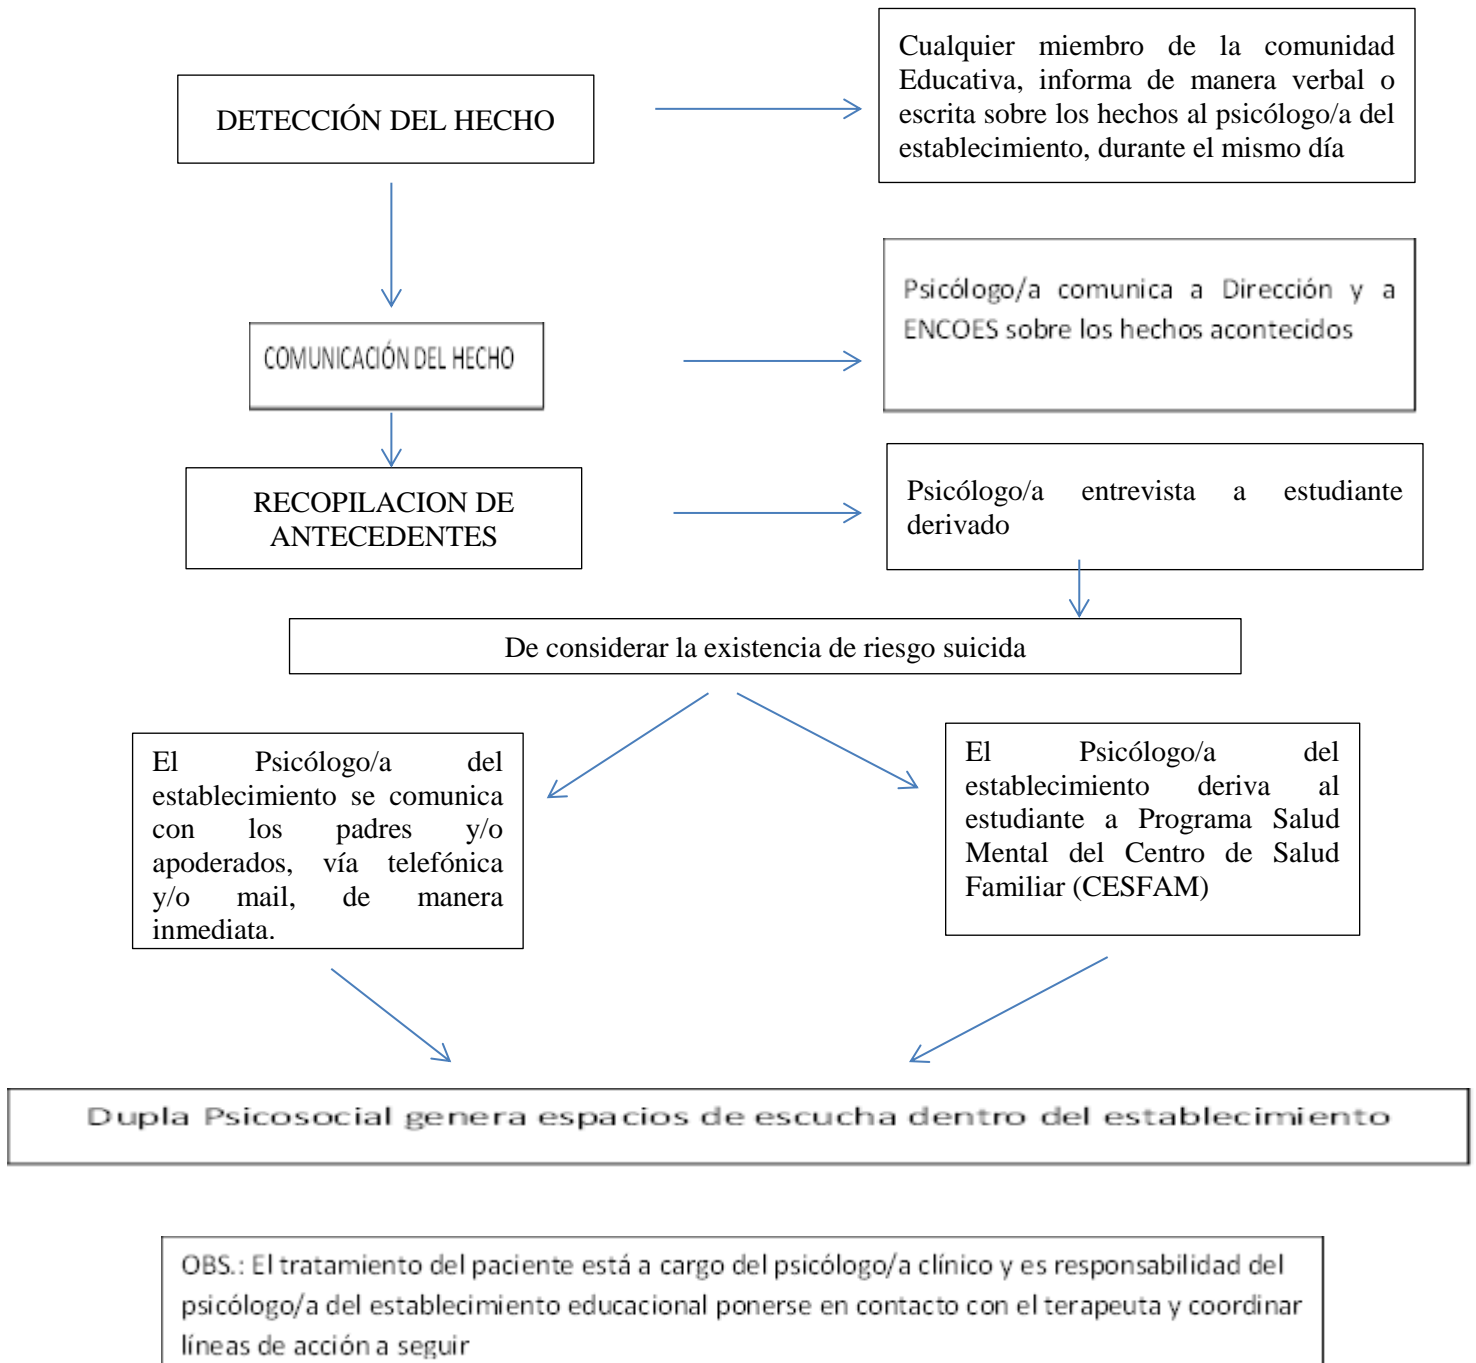 DETECCIÓN DEL HECHO
Cualquier miembro de la comunidad
Educativa, informa de manera verbal o
escrita sobre los hechos al psicólogo/a del
establecimiento, durante el mismo día
COMUNICACIÓN DEL HECHO
Psicólogo/a comunica a Dirección y a
ENCOES sobre los hechos acontecidos
RECOPILACION DE
ANTECEDENTES
Psicólogo/a entrevista a estudiante
derivado
De considerar la existencia de riesgo suicida
El Psicólogo/a del
establecimiento se comunica
con los padres y/o
apoderados, vía telefónica
y/o mail, de manera
inmediata.
El Psicólogo/a del
establecimiento deriva al
estudiante a Programa Salud
Mental del Centro de Salud
Familiar (CESFAM)
Dupla Psicosocial genera espacios de escucha dentro del establecimiento
OBS.: El tratamiento del paciente está a cargo del psicólogo/a clínico y es responsabilidad del
psicólogo/a del establecimiento educacional ponerse en contacto con el terapeuta y coordinar
líneas de acción a seguir